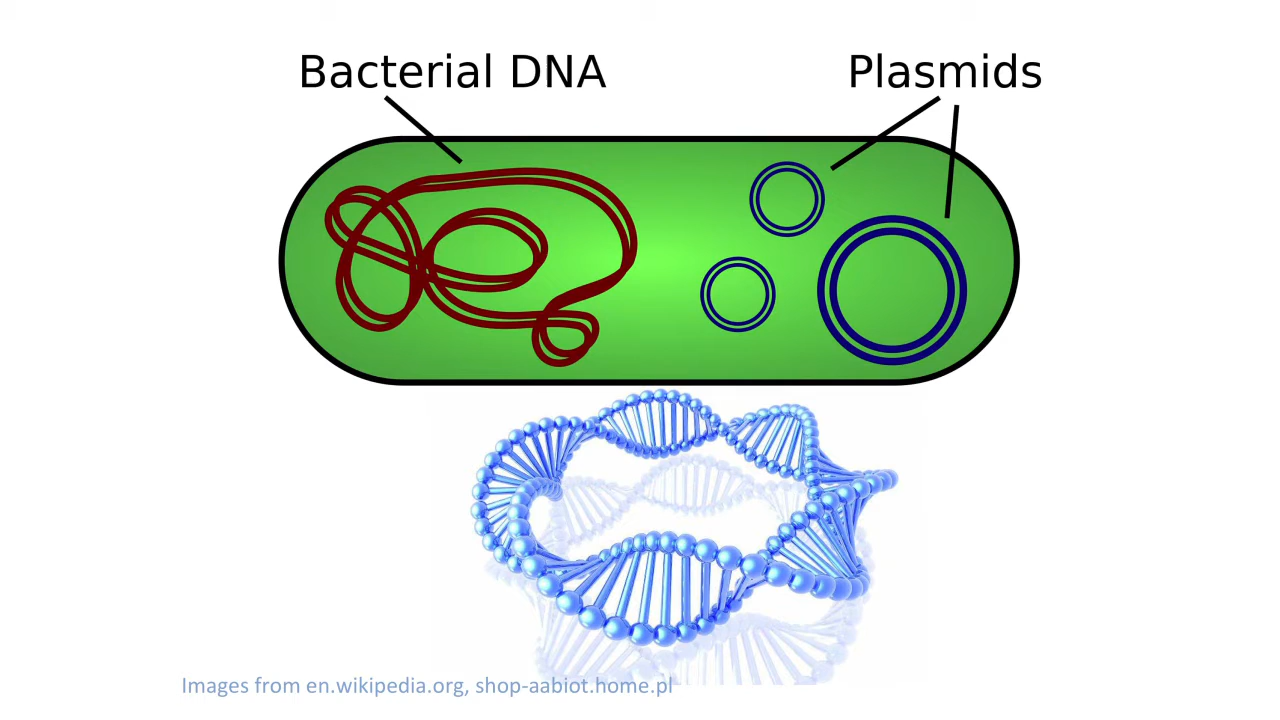 Bacterial DNA
Plasmids
Images from en.wikipedia.org, shop-aabiot.home.pl